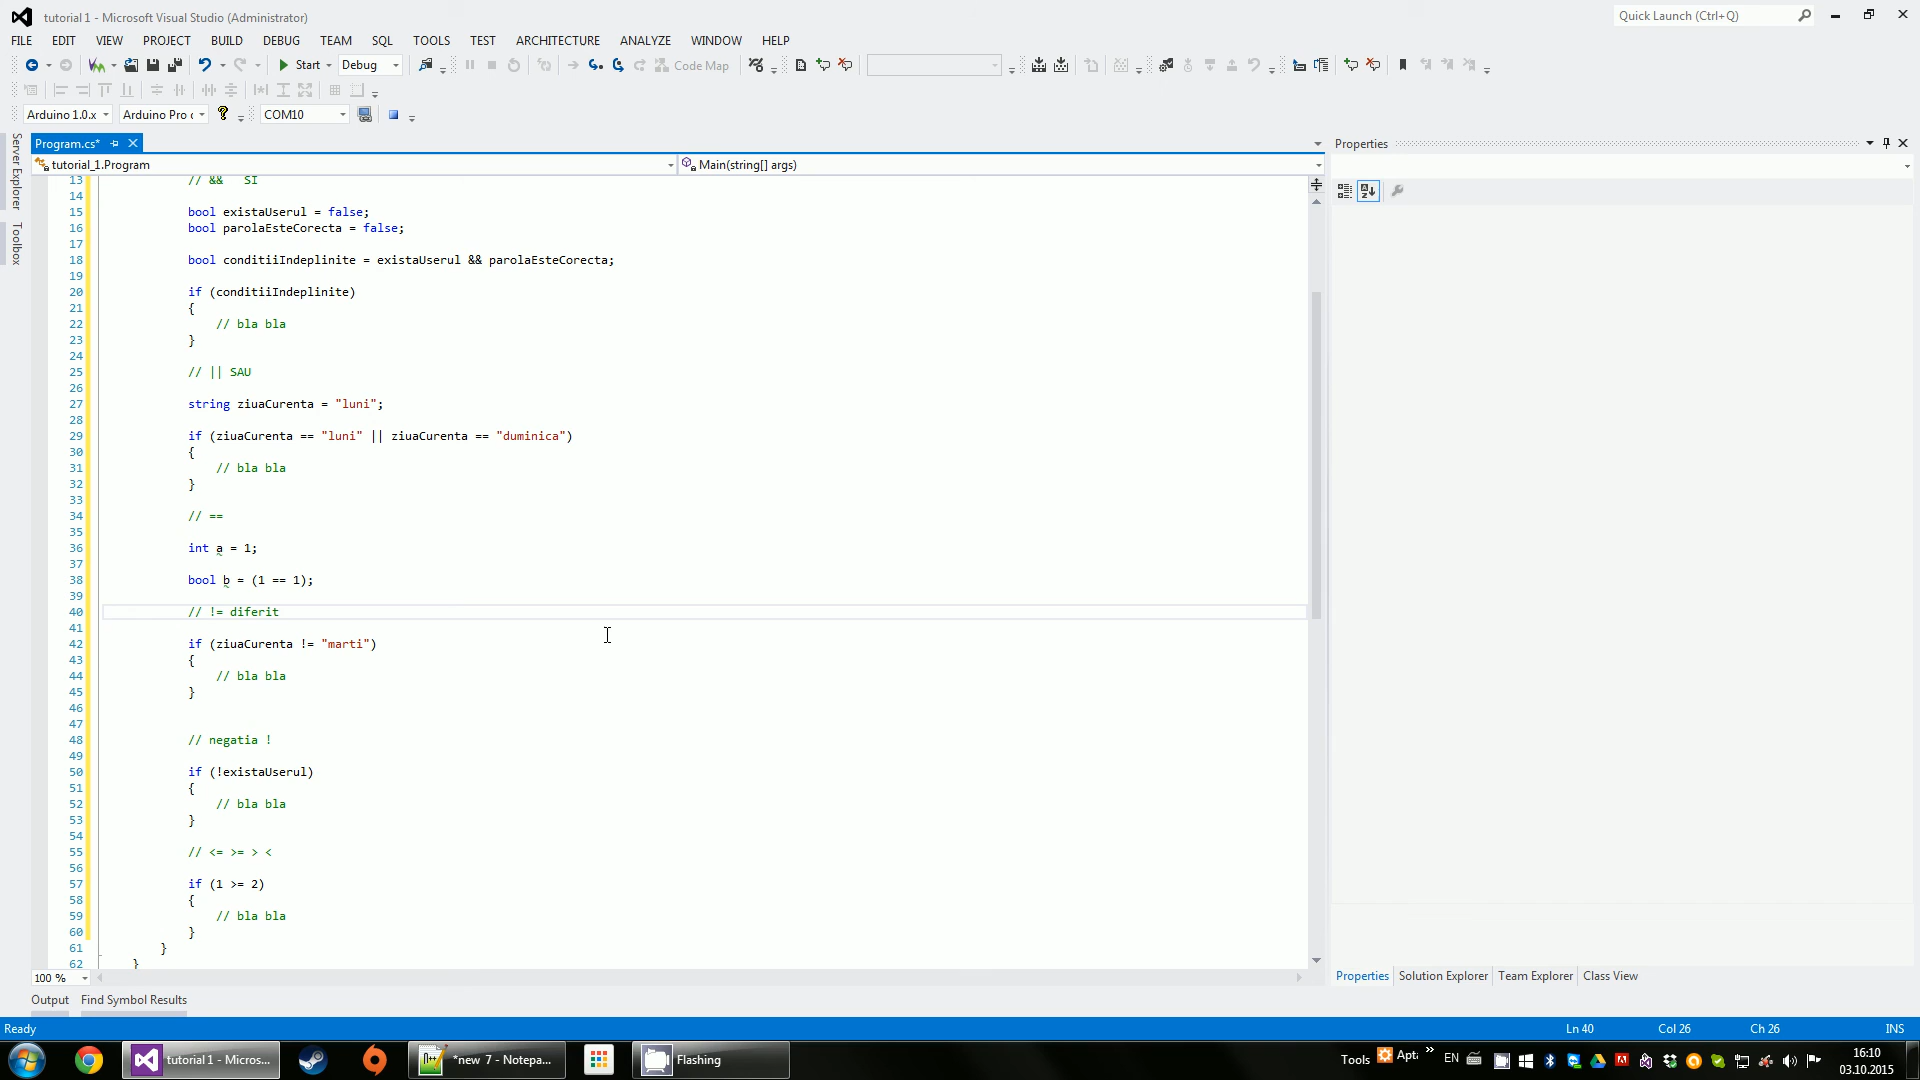 tutorial 1 - Microsoft Visual Studio (Administrator)
Quick Launch (Ctrl+Q)
FILE EDIT VIEW PROJECT BUILD DEBUG TEAM SQL TOOLS TEST ARCHITECTURE ANALYZE WINDOW HELP
Start Debug Code Map
Arduino 1.0.x Arduino Pro ( COM10
Server Explorer
Toolbox
Program.cs*
Properties
tutorial_1.Program Main(string[] args)
13 // && SI
14
15 bool existaUserul = false;
16 bool parolaEsteCorecta = false;
17
18 bool conditiiIndeplinite = existaUserul && parolaEsteCorecta;
19
20 if (conditiiIndeplinite)
21 {
22 // bla bla
23 }
24
25 // || SAU
26
27 string ziuaCurenta = "luni";
28
29 if (ziuaCurenta == "luni" || ziuaCurenta == "duminica")
30 {
31 // bla bla
32 }
33
34 // ==
35
36 int a = 1;
37
38 bool b = (1 == 1);
39
40 // != diferit
41
42 if (ziuaCurenta != "marti")
43 {
44 // bla bla
45 }
46
47
48 // negatia !
49
50 if (!existaUserul)
51 {
52 // bla bla
53 }
54
55 // <= >= > <
56
57 if (1 >= 2)
58 {
59 // bla bla
60 }
61 }
62 }
100 %
Properties Solution Explorer Team Explorer Class View
Output Find Symbol Results
Ready Ln 40 Col 26 Ch 26 INS
tutorial 1 - Micros... *new 7 - Notepa... Flashing Tools Apt. » EN 16:10
03.10.2015